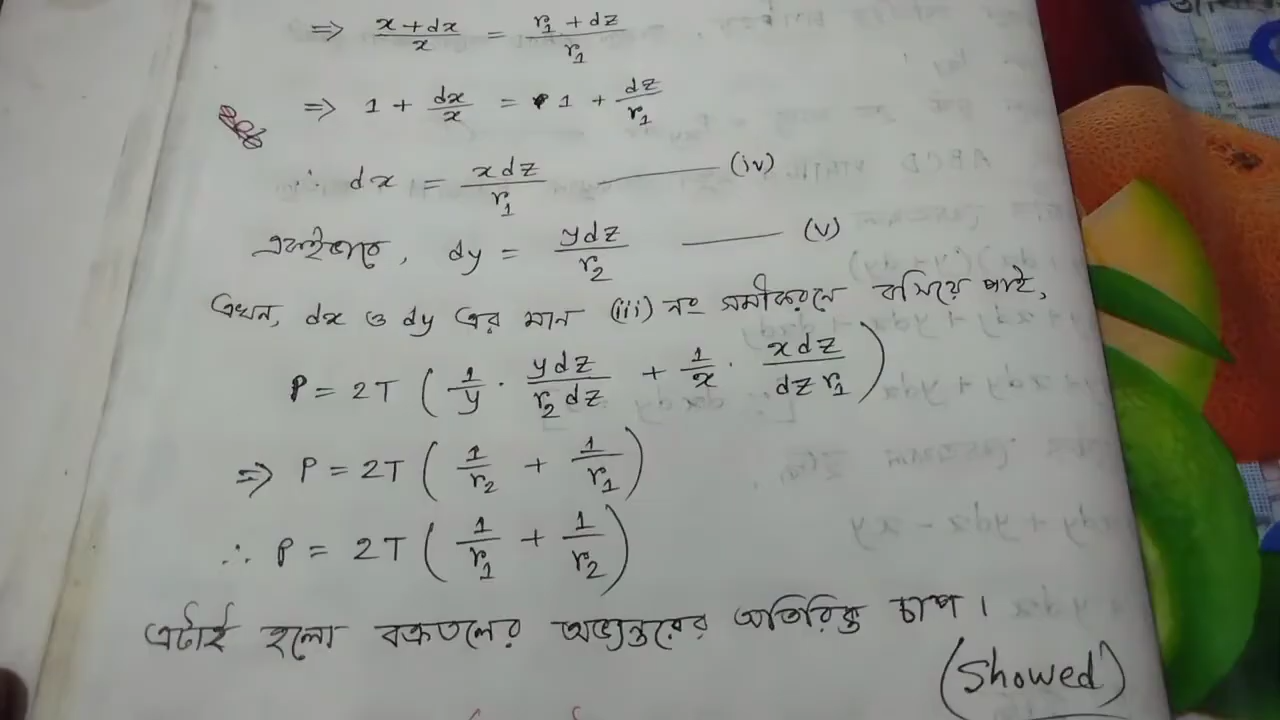 ⇒ (x + dx)/x = (r₁ + dz)/r₁
⇒ 1 + dx/x = 1 + dz/r₁
∴ dx = x dz/r₁ ——— (iv)
একইভাবে, dy = y dz/r₂ ——— (v)
এখন, dx ও dy এর মান (iii) নং সমীকরণে বসিয়ে পাই,
P = 2T (1/y · y dz/r₂ dz + 1/x · x dz/dz r₁)
⇒ P = 2T (1/r₂ + 1/r₁)
∴ P = 2T (1/r₁ + 1/r₂)
এটাই হলো বক্রতলের অভ্যন্তরের অতিরিক্ত চাপ।
(Showed)